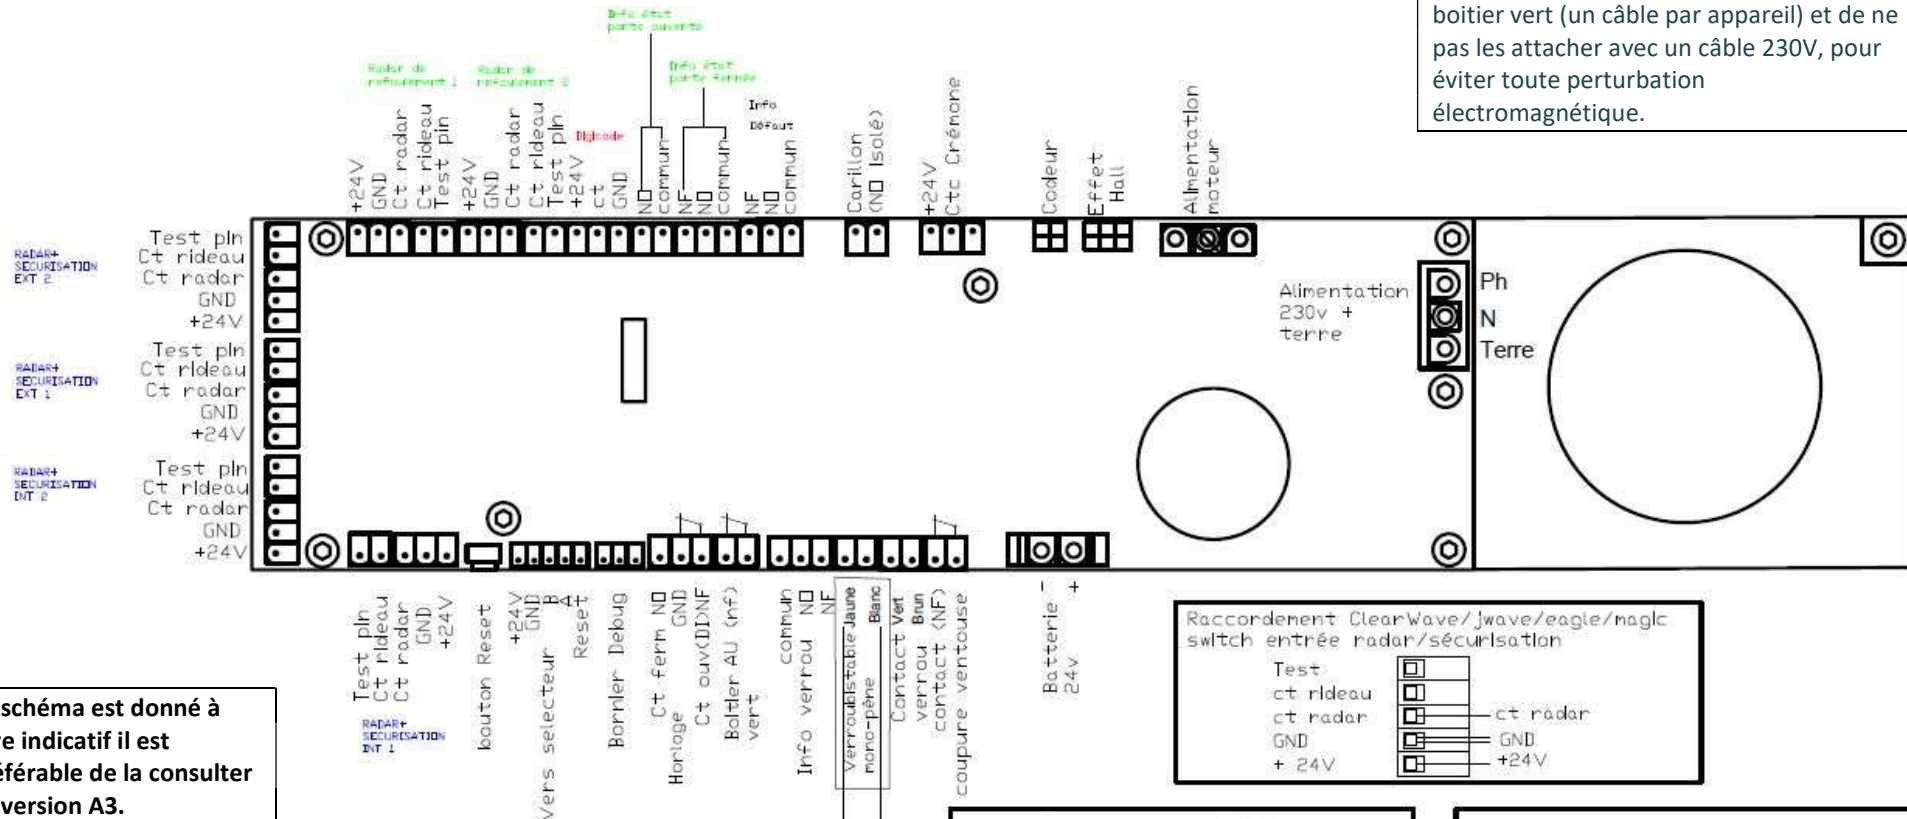 boitier vert (un câble par appareil) et de ne
pas les attacher avec un câble 230V, pour
éviter toute perturbation
électromagnétique.
Info état
porte ouverte
Radar de
refoulement 1
Radar de
refoulement 2
Info état
porte fermée
Info
Défaut
Digicode
+24V
GND
Ct radar
Ct rideau
Test pin
+24V
GND
Ct radar
Ct rideau
Test pin
+24V
ct
GND
NO
commun
NF
NO
commun
NF
NO
commun
Carillon
(NO Isolé)
+24V
Ctc Crémone
Codeur
Effet
Hall
Alimentation
moteur
RADAR+
SECURISATION
EXT 2
Test pin
Ct rideau
Ct radar
GND
+24V
RADAR+
SECURISATION
EXT 1
Test pin
Ct rideau
Ct radar
GND
+24V
RADAR+
SECURISATION
INT 2
Test pin
Ct rideau
Ct radar
GND
+24V
Alimentation
230v +
terre
Ph
N
Terre
Test pin
Ct rideau
Ct radar
GND
+24V
RADAR+
SECURISATION
INT 1
bouton Reset
+24V
GND
B
A
Reset
Vers selecteur
Bornier Debug
Ct ferm NO
Horloge GND
Ct ouv(DI)NF
Boitier AU (nf)
vert
commun
Info verrou NO
NF
Verroubistable Jaune
mono-pêne Blanc
Contact Vert
verrou Brun
contact (NF)
coupure ventouse
Batterie -
24v +
Raccordement ClearWave/jwave/eagle/magic
switch entrée radar/sécurisation
Test
ct rideau
ct radar
GND
+ 24V
ct radar
GND
+24V
schéma est donné à
re indicatif il est
éférable de la consulter
version A3.